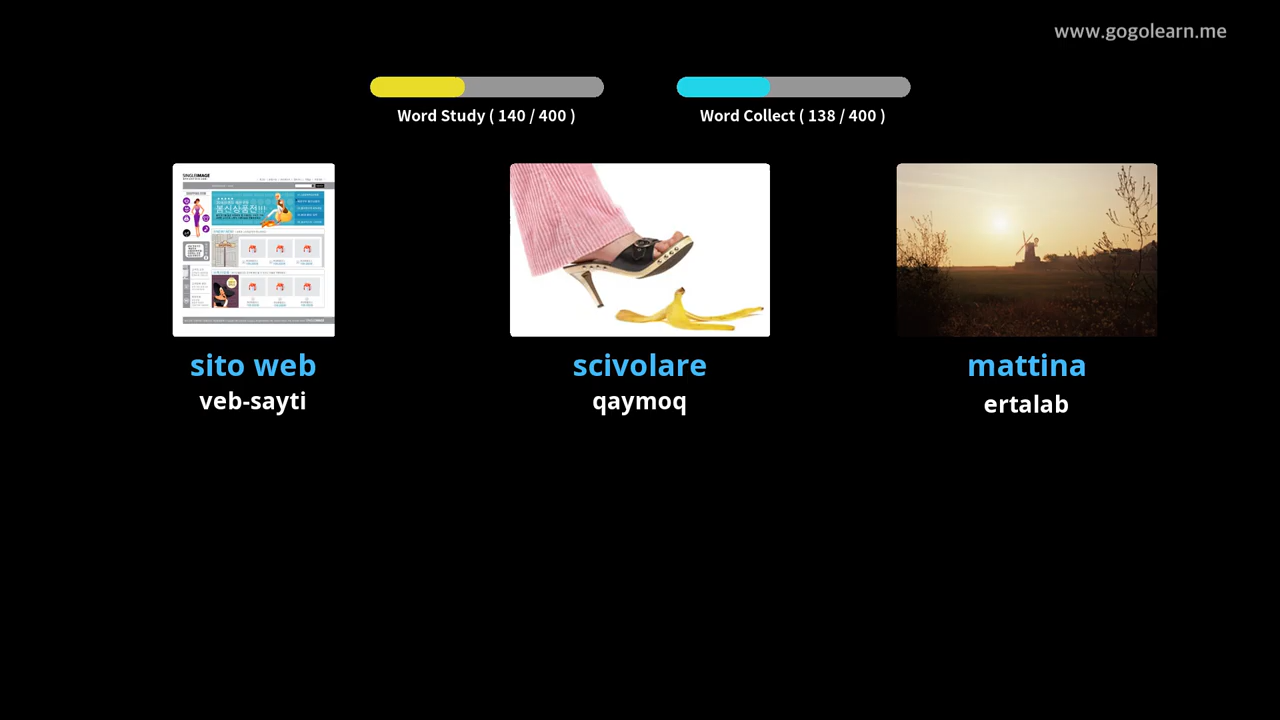 www.gogolearn.me
Word Study ( 140 / 400 )
Word Collect ( 138 / 400 )
sito web
veb-sayti
scivolare
qaymoq
mattina
ertalab